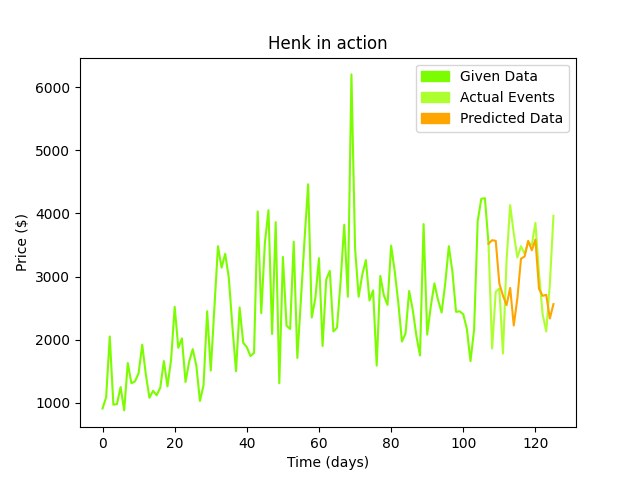 Henk in action
Given Data
Actual Events
Predicted Data
Price ($)
6000
5000
4000
3000
2000
1000
0 20 40 60 80 100 120
Time (days)